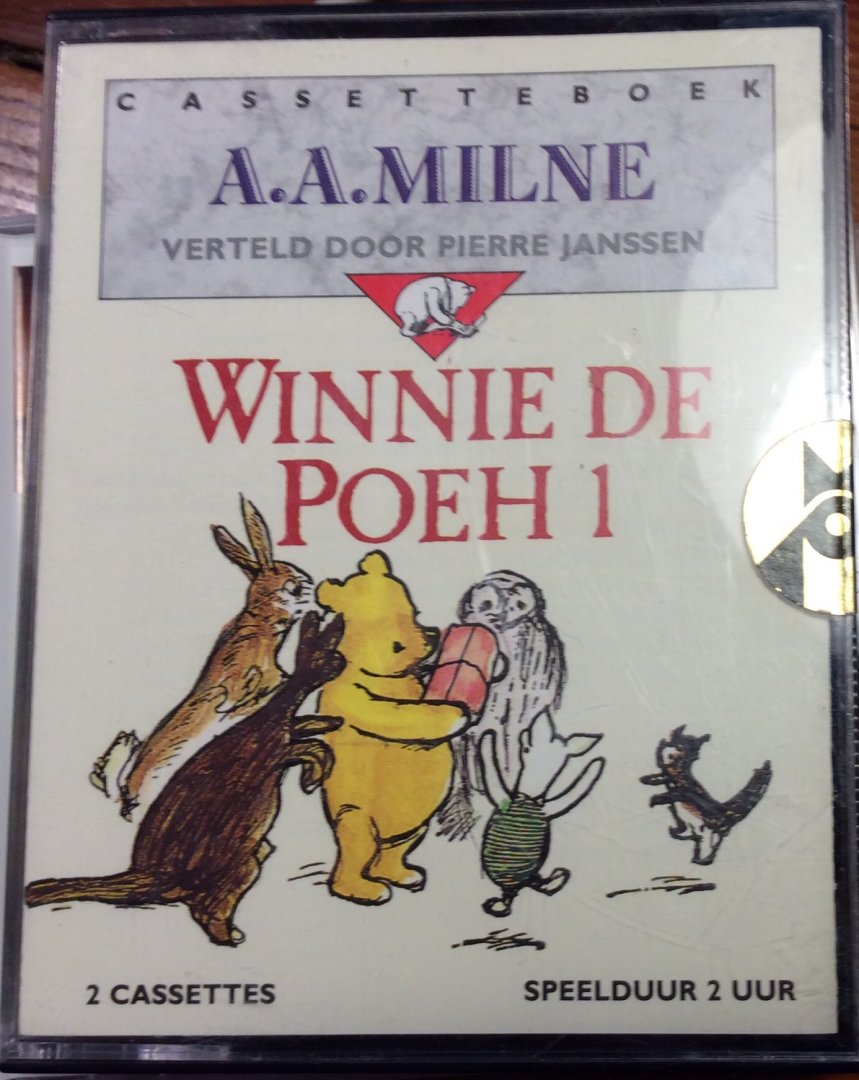 CASSETTEBOEK
A.A.MILNE
VERTELD DOOR PIERRE JANSSEN
WINNIE DE
POEH 1
2 CASSETTES
SPEELDUUR 2 UUR